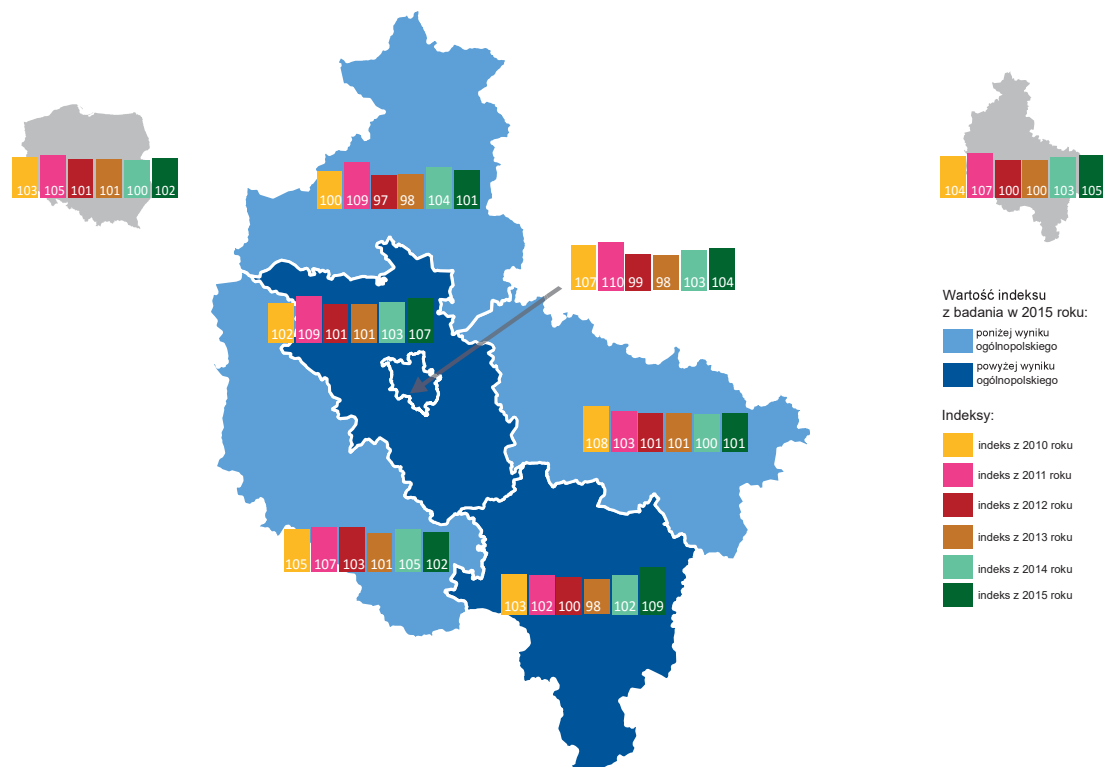 103 105 101 101 100 102
104 107 100 100 103 105
100 109 97 98 104 101
107 110 99 98 103 104
102 109 101 101 103 107
108 103 101 101 100 101
105 107 103 101 105 102
103 102 100 98 102 109
Wartość indeksu
z badania w 2015 roku:
poniżej wyniku
ogólnopolskiego
powyżej wyniku
ogólnopolskiego
Indeksy:
indeks z 2010 roku
indeks z 2011 roku
indeks z 2012 roku
indeks z 2013 roku
indeks z 2014 roku
indeks z 2015 roku